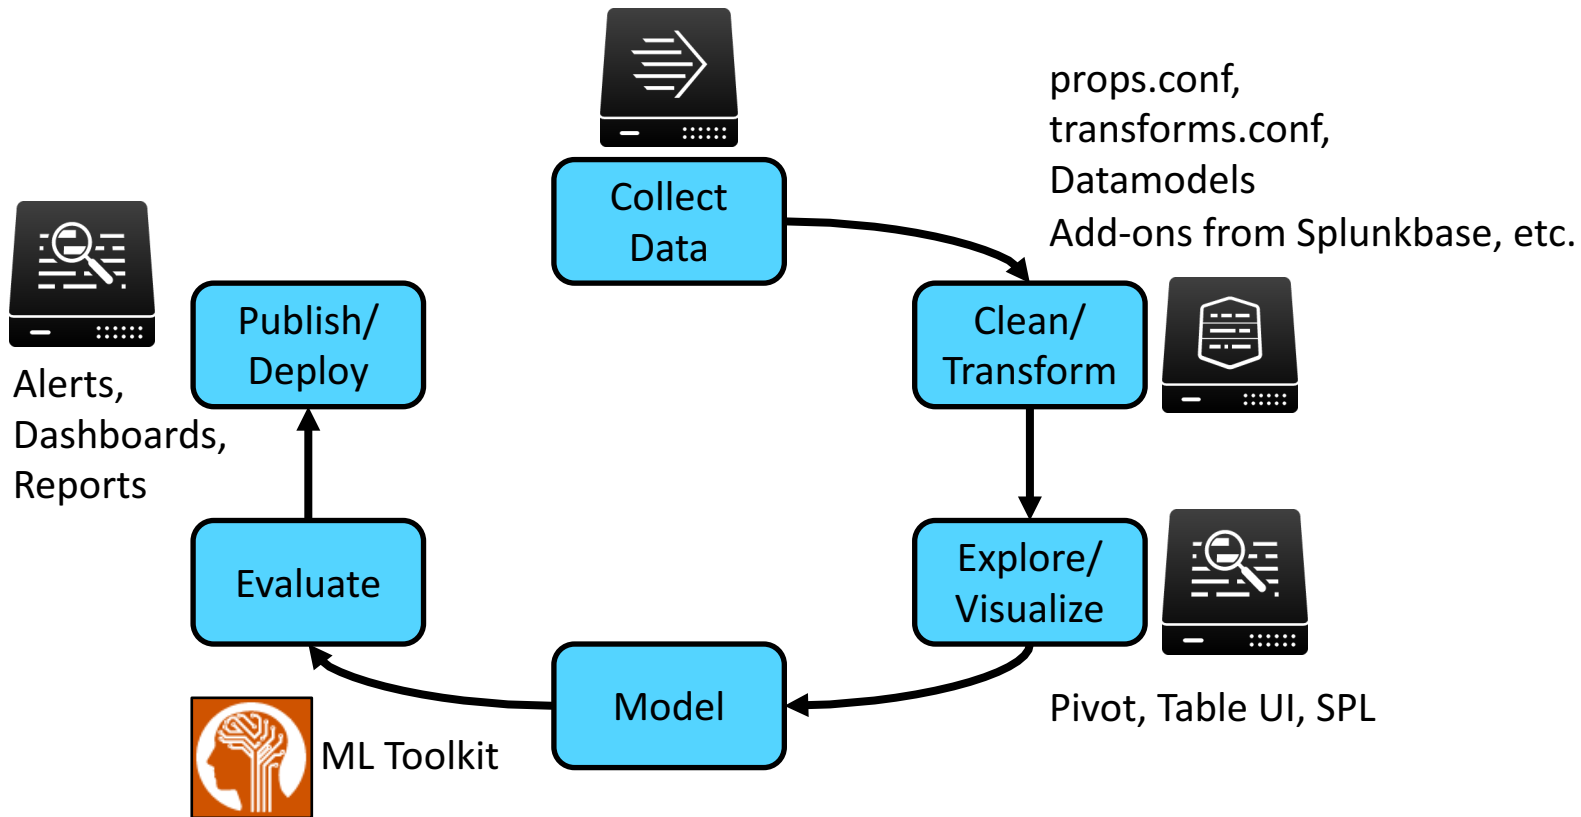 Collect
Data
props.conf,
transforms.conf,
Datamodels
Add-ons from Splunkbase, etc.
Clean/
Transform
Explore/
Visualize
Pivot, Table UI, SPL
Model
ML Toolkit
Evaluate
Publish/
Deploy
Alerts,
Dashboards,
Reports